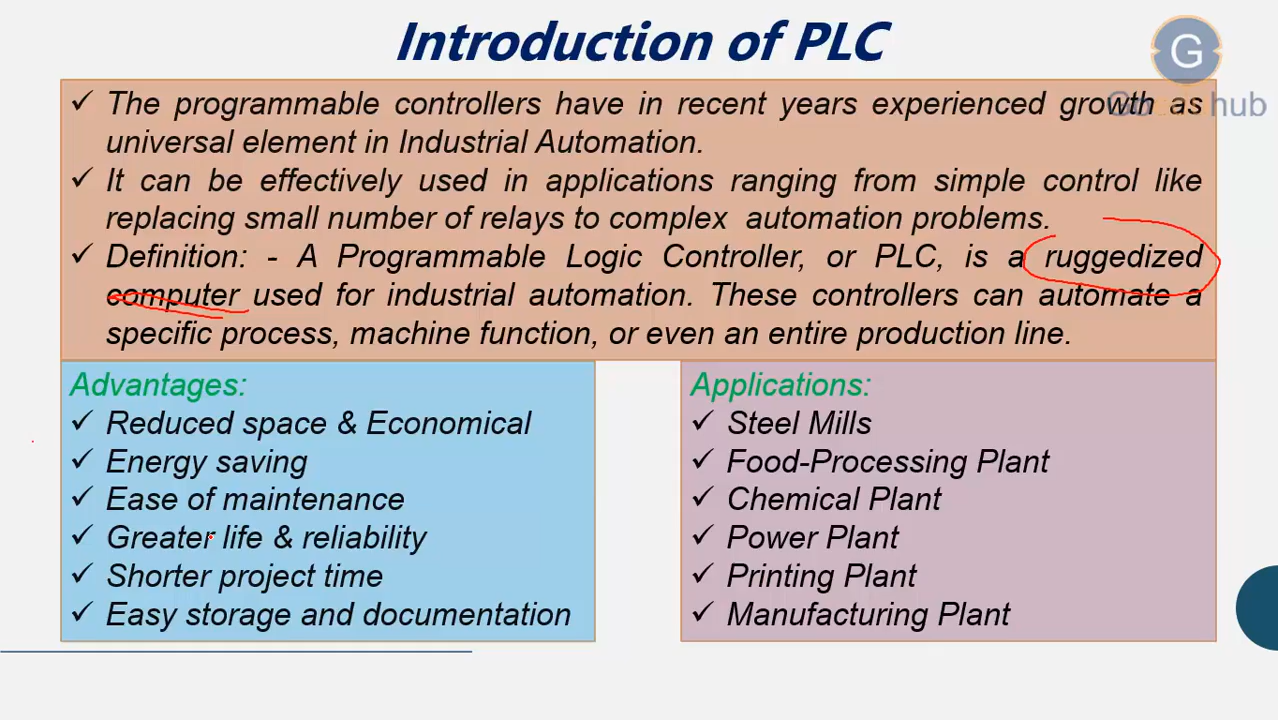 Introduction of PLC
G
hub
✓ The programmable controllers have in recent years experienced growth as
universal element in Industrial Automation.
✓ It can be effectively used in applications ranging from simple control like
replacing small number of relays to complex automation problems.
✓ Definition: - A Programmable Logic Controller, or PLC, is a ruggedized
computer used for industrial automation. These controllers can automate a
specific process, machine function, or even an entire production line.
Advantages:
✓ Reduced space & Economical
✓ Energy saving
✓ Ease of maintenance
✓ Greater life & reliability
✓ Shorter project time
✓ Easy storage and documentation
Applications:
✓ Steel Mills
✓ Food-Processing Plant
✓ Chemical Plant
✓ Power Plant
✓ Printing Plant
✓ Manufacturing Plant